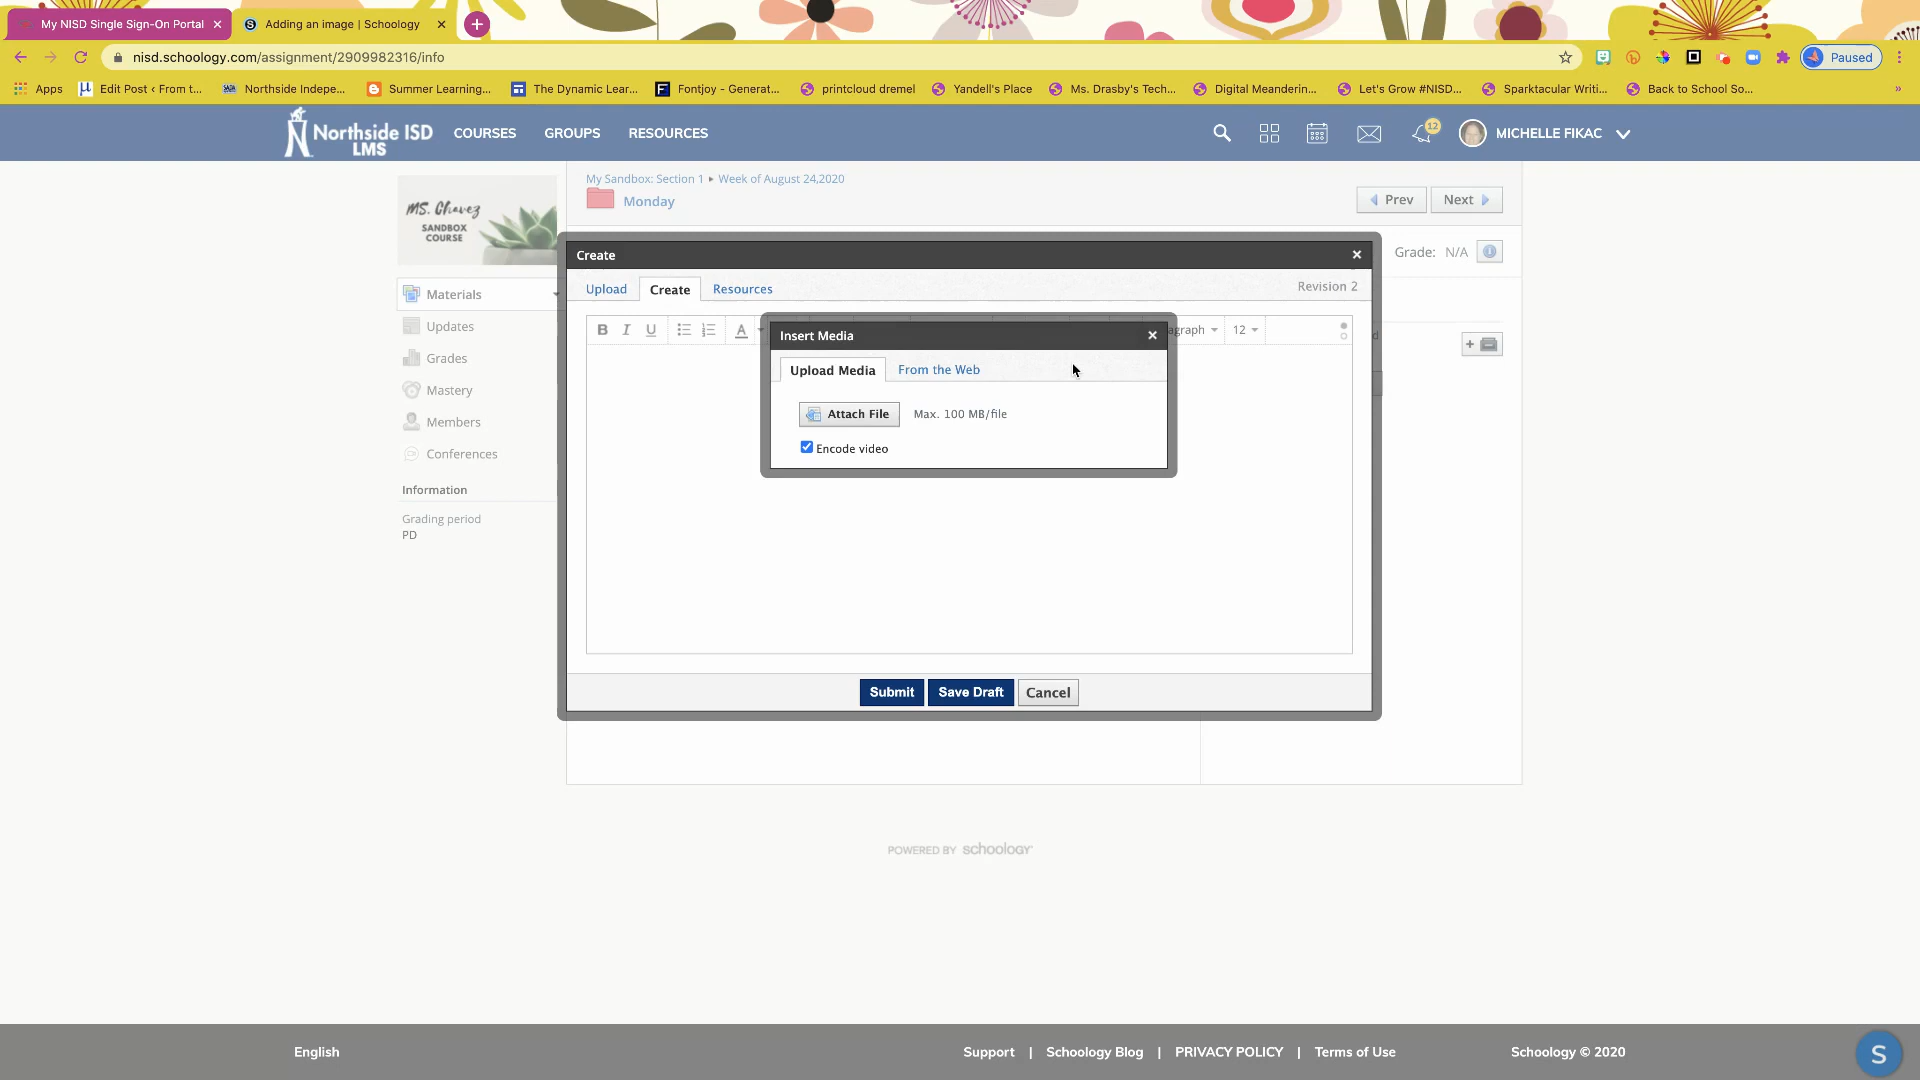 My NISD Single Sign-On Portal
Adding an image | Schoology
nisd.schoology.com/assignment/2909982316/info
Paused
Apps
Edit Post ‹ From t...
Northside Indepe...
Summer Learning...
The Dynamic Lear...
Fontjoy - Generat...
printcloud dremel
Yandell's Place
Ms. Drasby's Tech...
Digital Meanderin...
Let's Grow #NISD...
Sparktacular Writi...
Back to School So...
»
Northside ISD
LMS
COURSES
GROUPS
RESOURCES
12
MICHELLE FIKAC
MS. Chavez
SANDBOX
COURSE
My Sandbox: Section 1 ▸ Week of August 24,2020
Monday
Prev
Next
Grade: N/A
Materials
Updates
Grades
Mastery
Members
Conferences
Information
Grading period
PD
Create
Upload
Create
Resources
Revision 2
B I U
A
agraph
12
Insert Media
Upload Media
From the Web
Attach File
Max. 100 MB/file
Encode video
Submit
Save Draft
Cancel
POWERED BY schoology
English
Support | Schoology Blog | PRIVACY POLICY | Terms of Use
Schoology © 2020
S